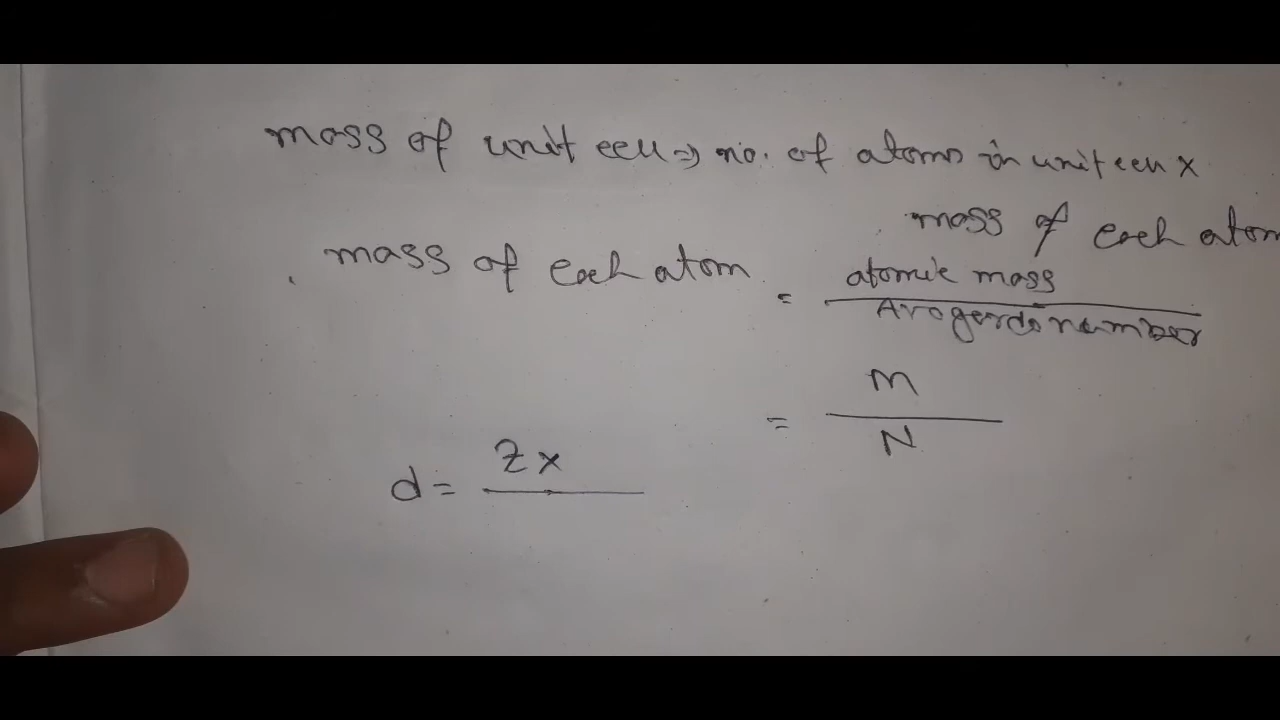 mass of unit cell => no. of atoms in unit cell x
mass of each atom
mass of each atom = atomic mass
Avogerdo number
= m
N
d = Z x